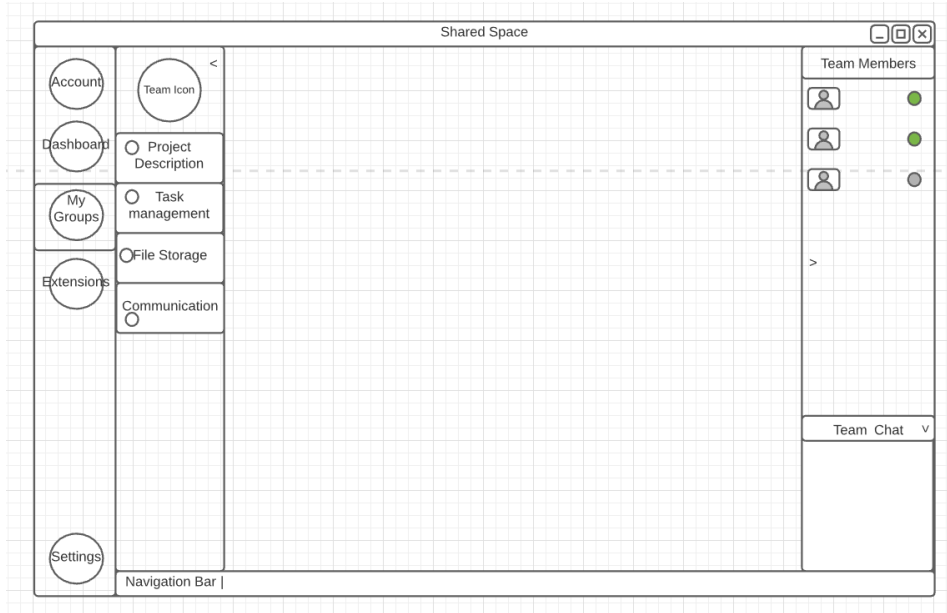 Shared Space
Account
Dashboard
My
Groups
Extensions
Settings
<
Team Icon
Project
Description
Task
management
File Storage
Communication
Team Members
>
Team Chat
v
Navigation Bar |